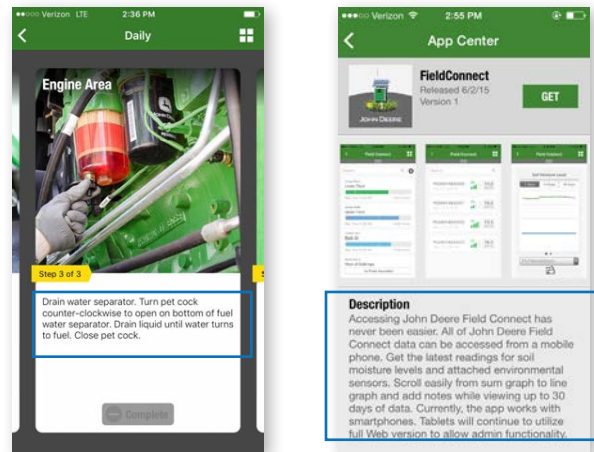 Verizon LTE 2:36 PM
Daily
Engine Area
Step 3 of 3
Drain water separator. Turn pet cock
counter-clockwise to open on bottom of fuel
water separator. Drain liquid until water turns
to fuel. Close pet cock.
Complete
Verizon 2:55 PM
App Center
FieldConnect
Released 6/2/15
Version 1
GET
JOHN DEERE
Description
Accessing John Deere Field Connect has
never been easier. All of John Deere Field
Connect data can be accessed from a mobile
phone. Get the latest readings for soil
moisture levels and attached environmental
sensors. Scroll easily from sum graph to line
graph and add notes while viewing up to 30
days of data. Currently, the app works with
smartphones. Tablets will continue to utilize
full Web version to allow admin functionality.